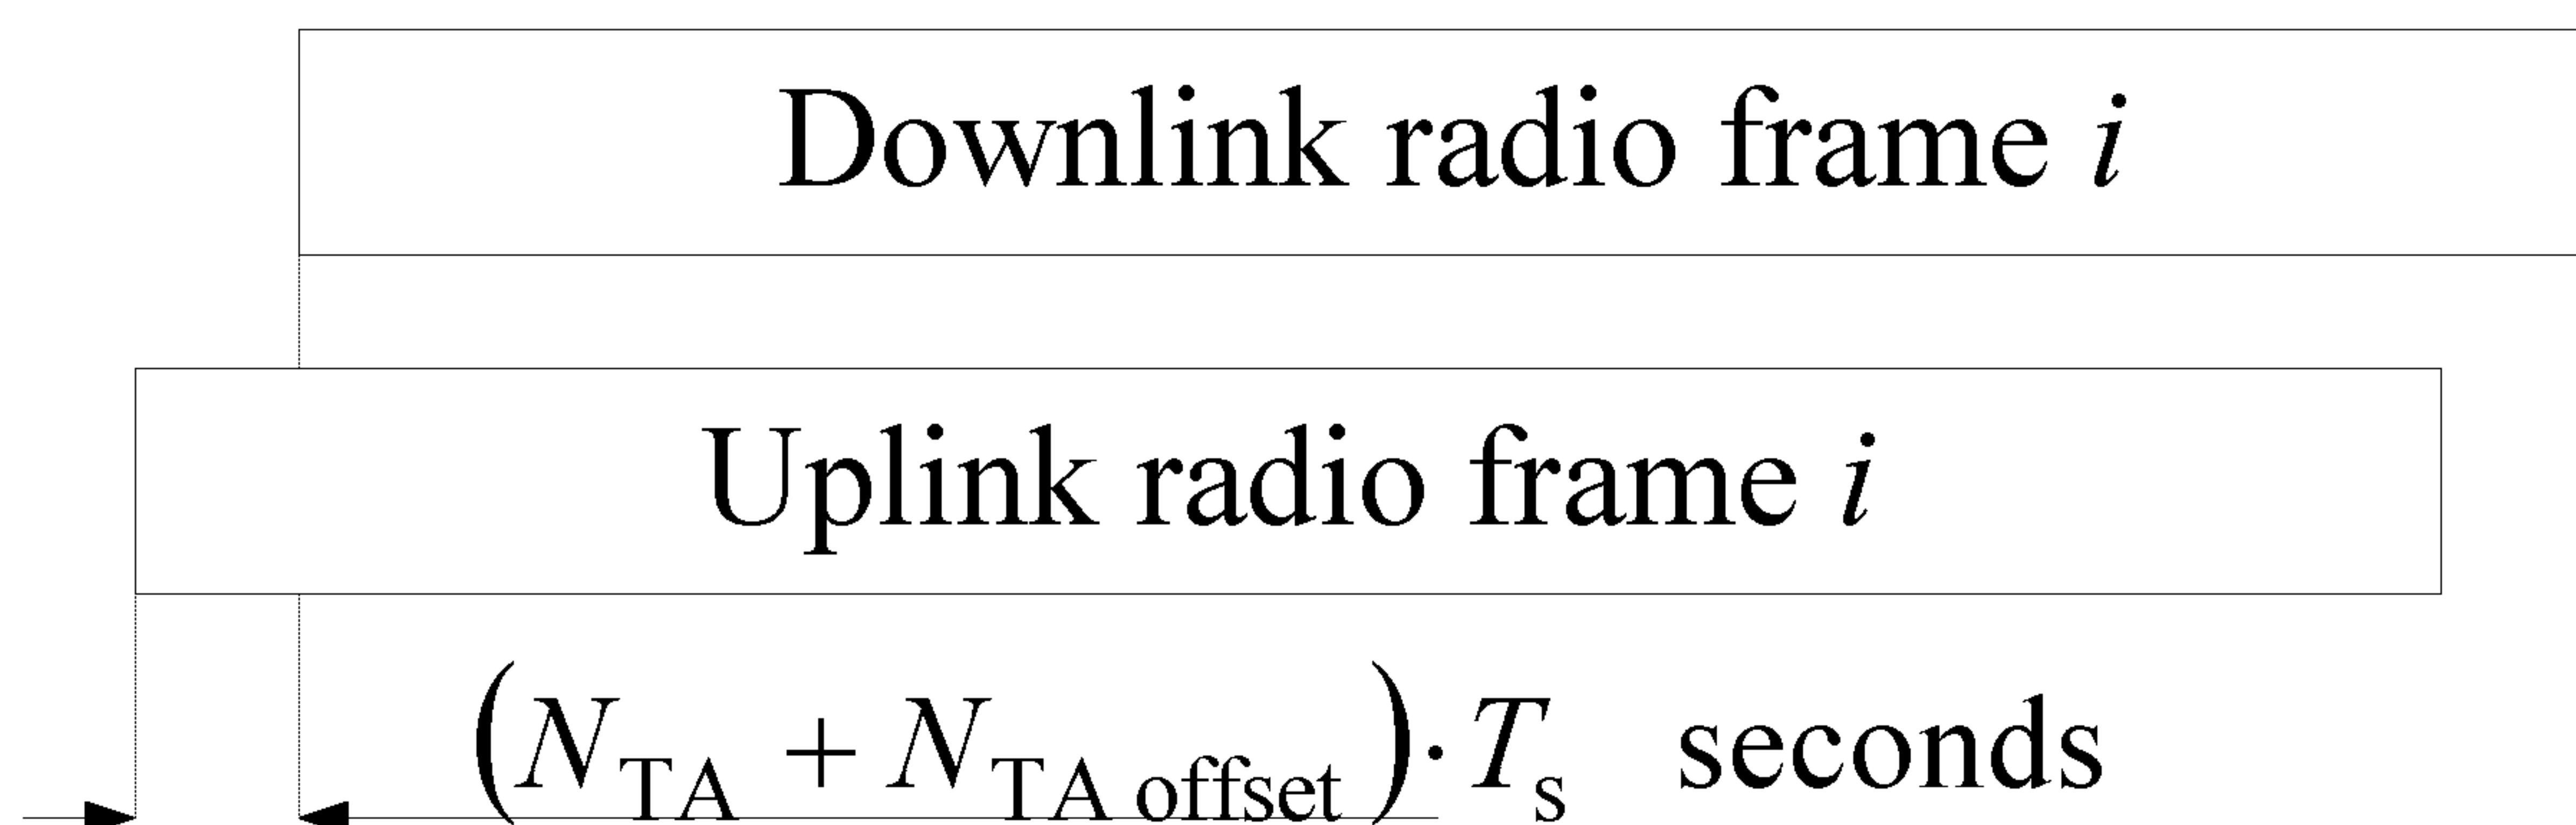 Downlink radio frame i
Uplink radio frame i
(N_TA + N_TA offset) · T_s seconds